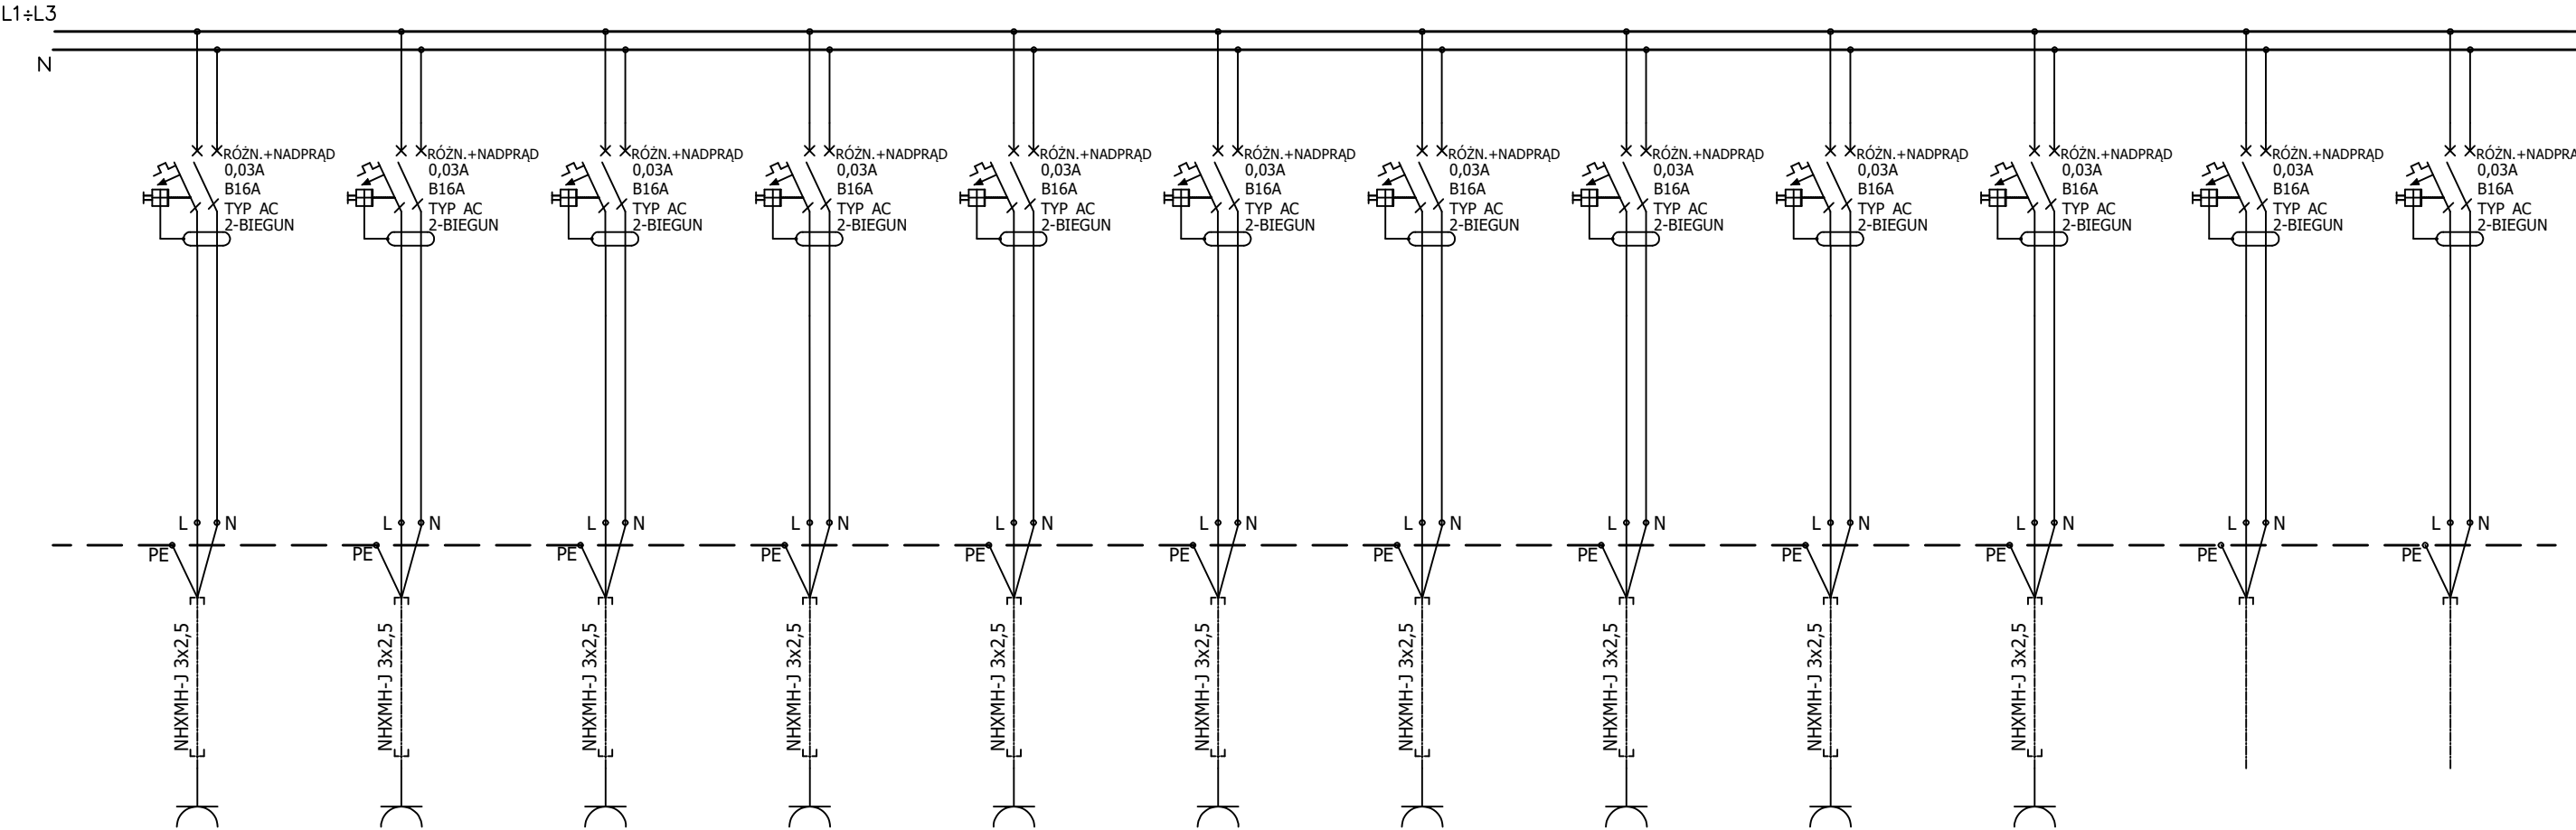 L1÷L3
N
RÓŻN.+NADPRĄD
0,03A
B16A
TYP AC
2-BIEGUN
RÓŻN.+NADPRĄD
0,03A
B16A
TYP AC
2-BIEGUN
RÓŻN.+NADPRĄD
0,03A
B16A
TYP AC
2-BIEGUN
RÓŻN.+NADPRĄD
0,03A
B16A
TYP AC
2-BIEGUN
RÓŻN.+NADPRĄD
0,03A
B16A
TYP AC
2-BIEGUN
RÓŻN.+NADPRĄD
0,03A
B16A
TYP AC
2-BIEGUN
RÓŻN.+NADPRĄD
0,03A
B16A
TYP AC
2-BIEGUN
RÓŻN.+NADPRĄD
0,03A
B16A
TYP AC
2-BIEGUN
RÓŻN.+NADPRĄD
0,03A
B16A
TYP AC
2-BIEGUN
RÓŻN.+NADPRĄD
0,03A
B16A
TYP AC
2-BIEGUN
RÓŻN.+NADPRĄD
0,03A
B16A
TYP AC
2-BIEGUN
RÓŻN.+NADPRA
0,03A
B16A
TYP AC
2-BIEGUN
L N
PE
L N
PE
L N
PE
L N
PE
L N
PE
L N
PE
L N
PE
L N
PE
L N
PE
L N
PE
L N
PE
L N
PE
NHXMH-J 3x2,5
NHXMH-J 3x2,5
NHXMH-J 3x2,5
NHXMH-J 3x2,5
NHXMH-J 3x2,5
NHXMH-J 3x2,5
NHXMH-J 3x2,5
NHXMH-J 3x2,5
NHXMH-J 3x2,5
NHXMH-J 3x2,5